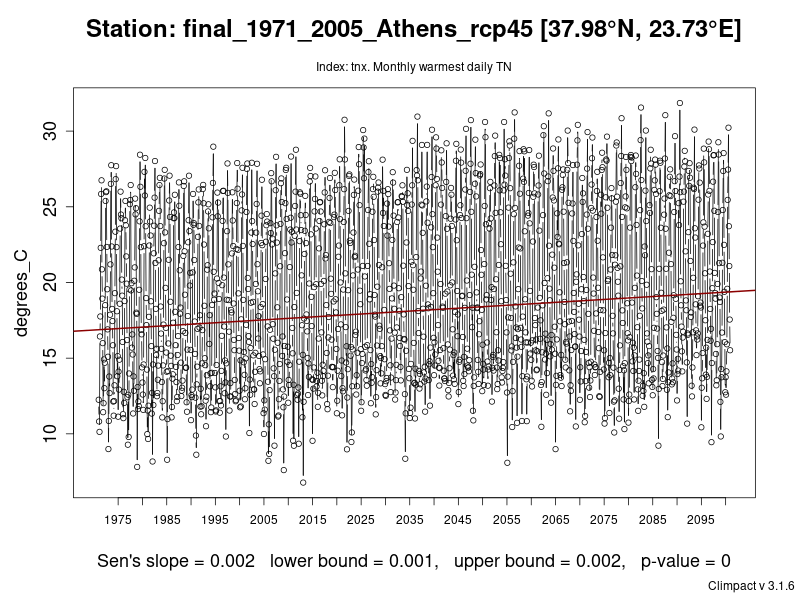 Station: final_1971_2005_Athens_rcp45 [37.98°N, 23.73°E]
Index: tnx. Monthly warmest daily TN
degrees_C
30
25
20
15
10
1975 1985 1995 2005 2015 2025 2035 2045 2055 2065 2075 2085 2095
Sen's slope = 0.002 lower bound = 0.001, upper bound = 0.002, p-value = 0
Climpact v 3.1.6